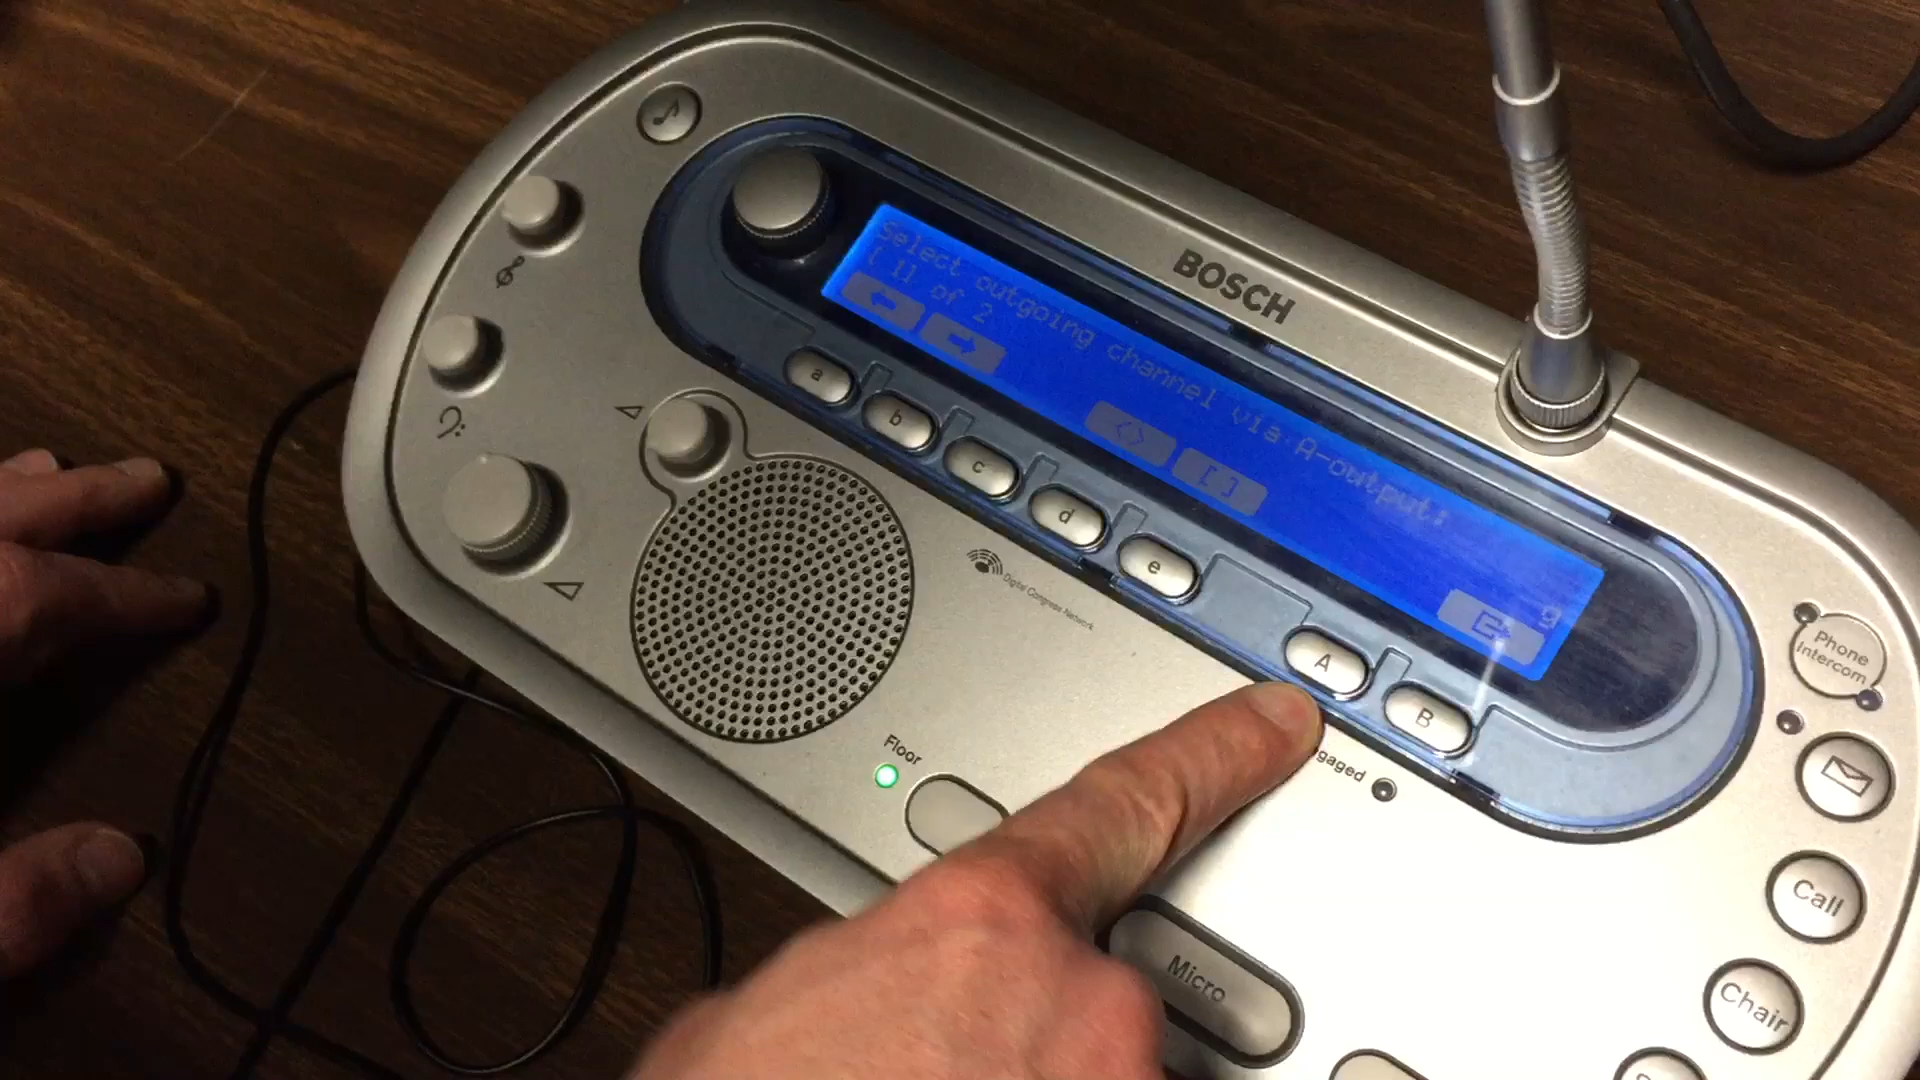 BOSCH
Select outgoing channel via A-output:
[ 1] of 2
<> [ ]
g
a
b
c
d
e
A
B
Digital Congress Network
Floor
gaged
Phone
Intercom
Call
Micro
Chair